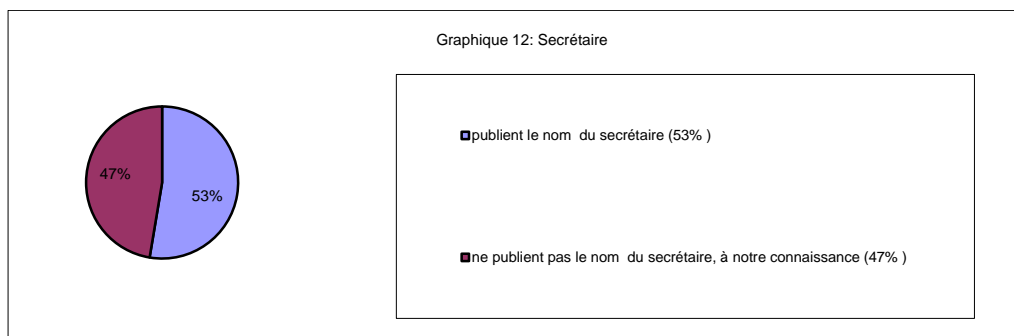 Graphique 12: Secrétaire
publient le nom du secrétaire (53% )
47%
53%
ne publient pas le nom du secrétaire, à notre connaissance (47% )